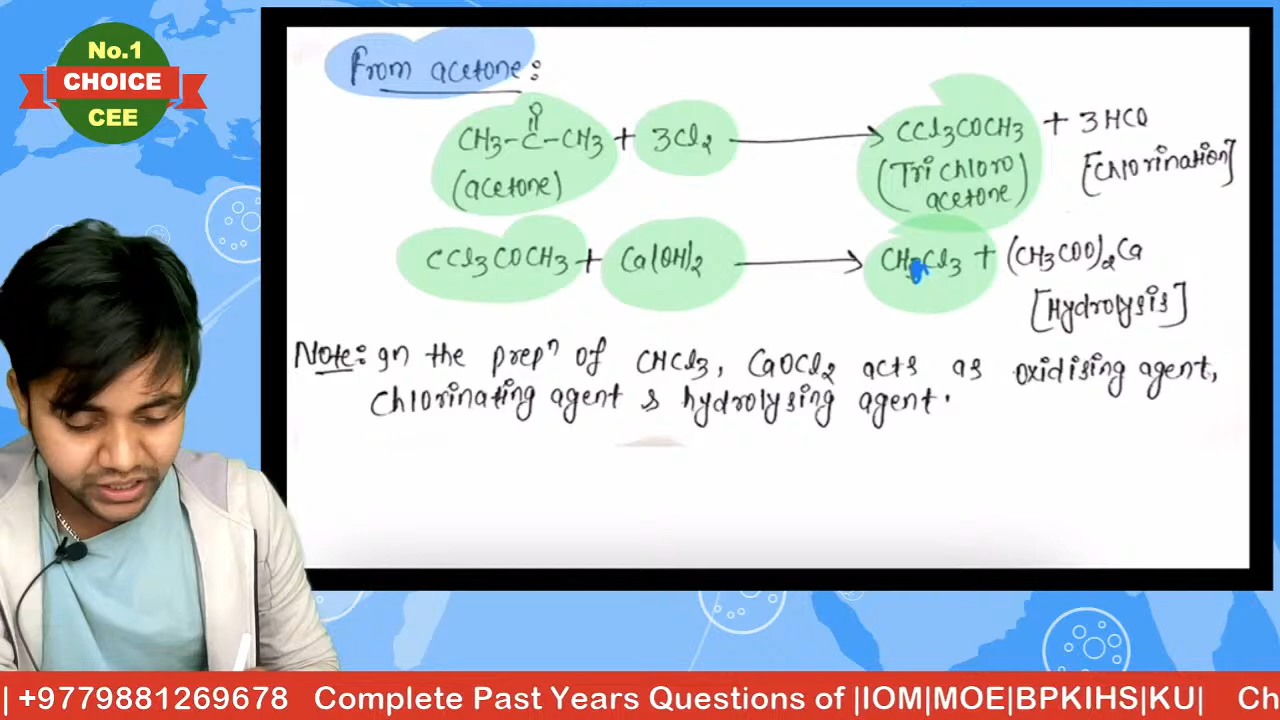 No.1
CHOICE
CEE
From acetone:
O
CH3-C-CH3 + 3Cl2 → CCl3COCH3 + 3HCl
(acetone) (Trichloro acetone) [Chlorination]
CCl3COCH3 + Ca(OH)2 → CH3Cl3 + (CH3COO)2Ca
[Hydrolysis]
Note: In the prepn of CHCl3, CaOCl2 acts as oxidising agent,
Chlorinating agent & hydrolysing agent.
| +9779881269678 Complete Past Years Questions of |IOM|MOE|BPKIHS|KU| Ch